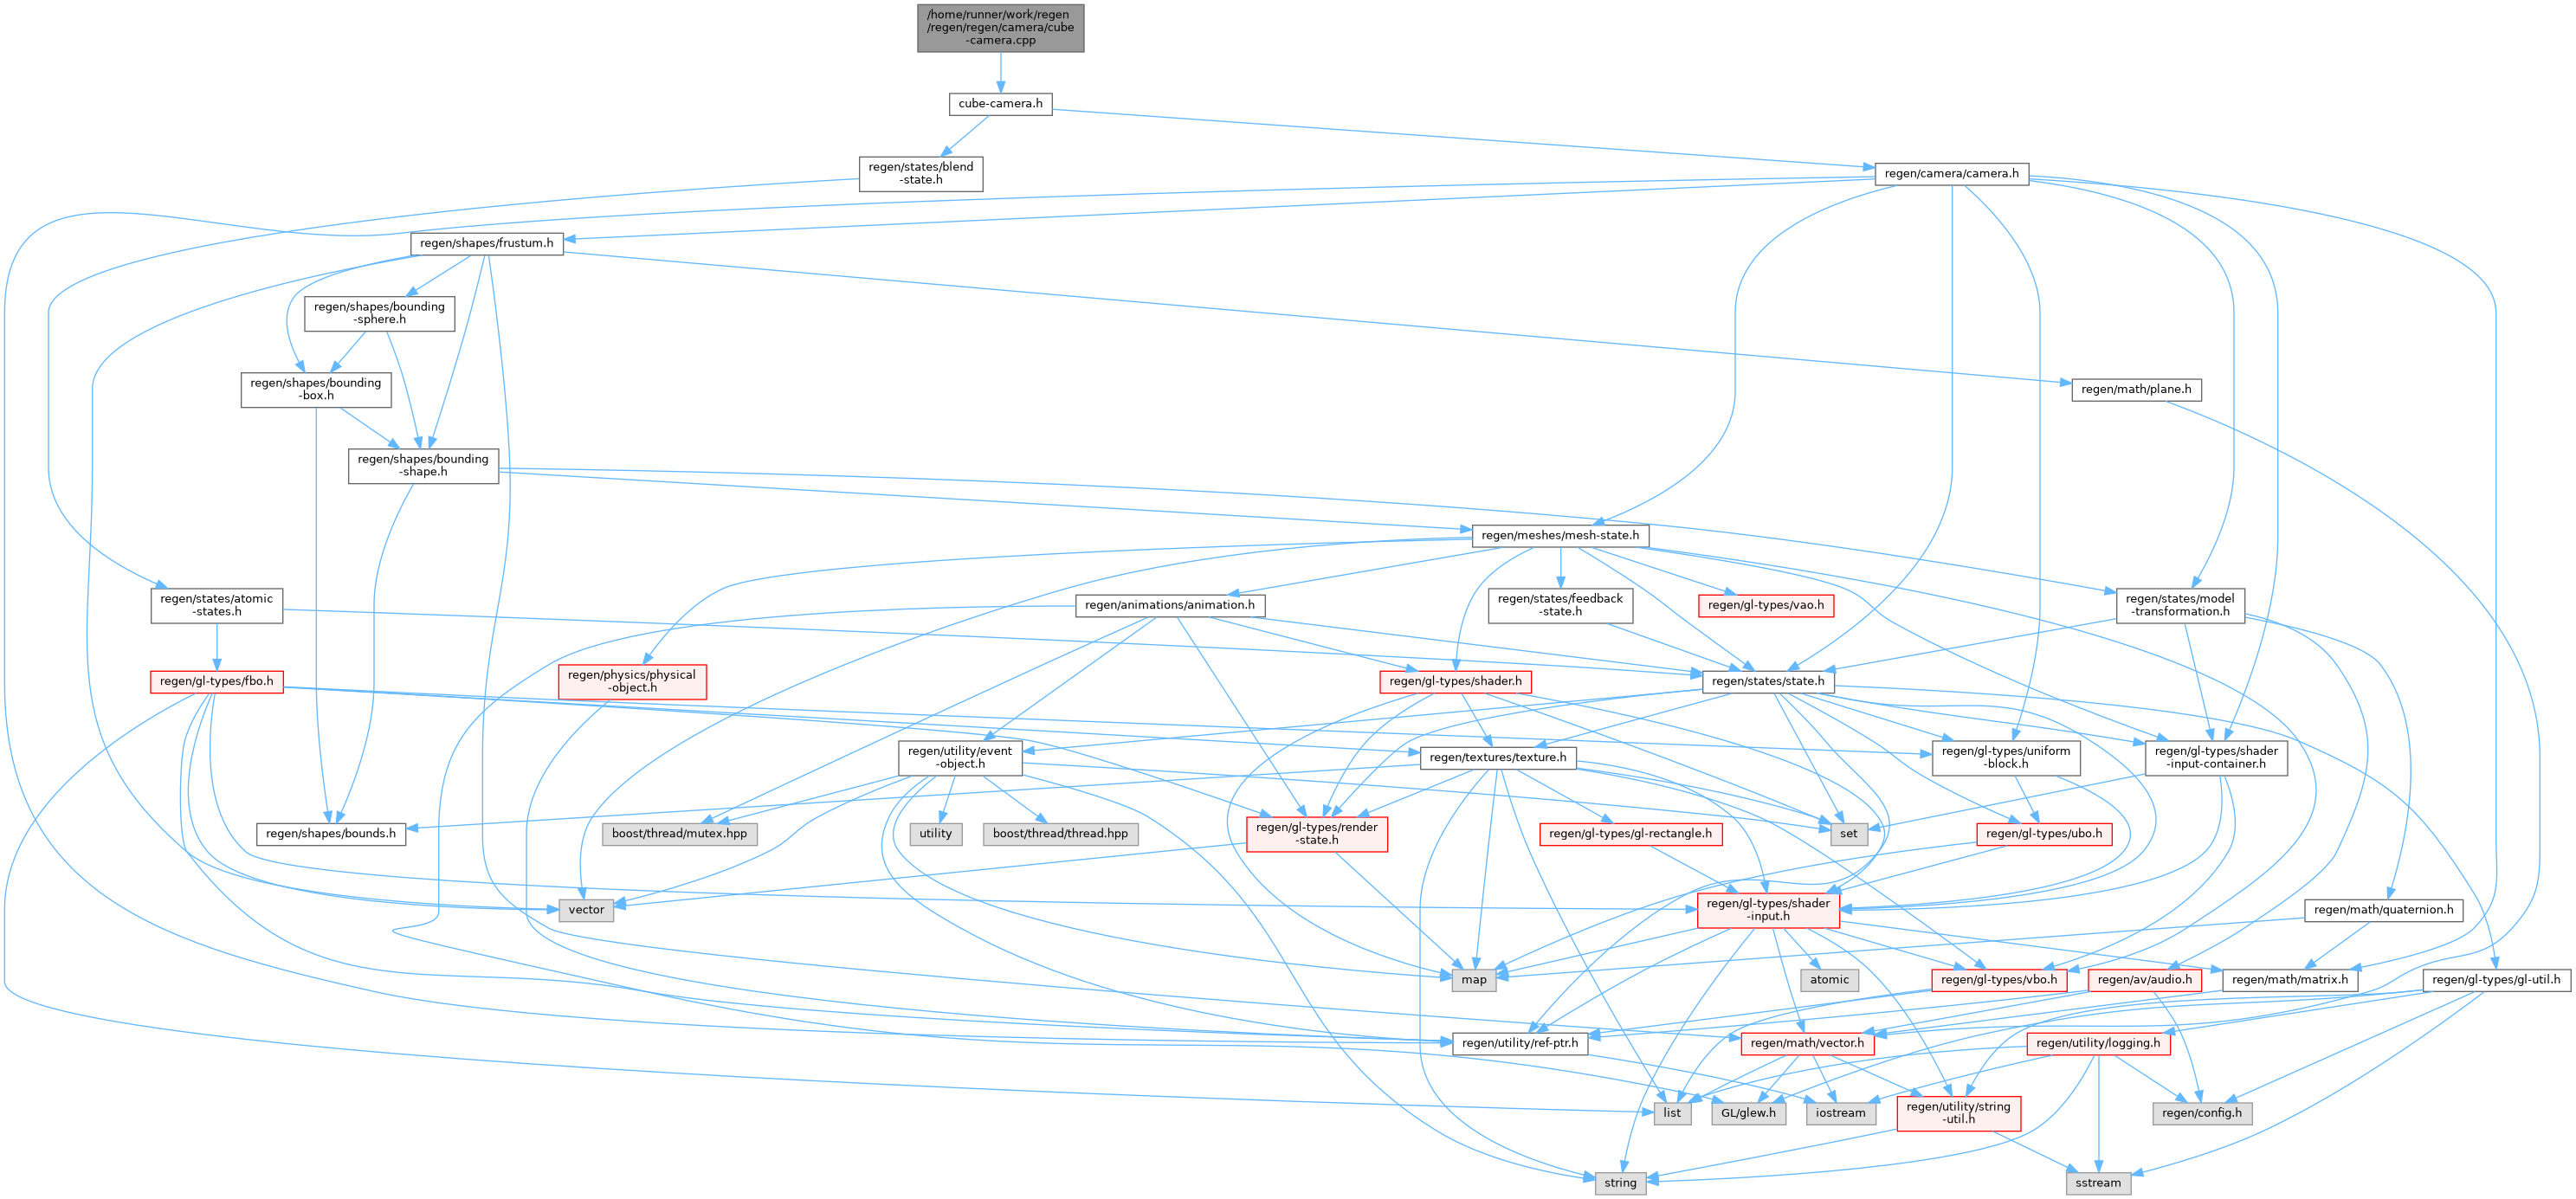 /home/runner/work/regen
/regen/regen/camera/cube
-camera.cpp
cube-camera.h
regen/states/blend
-state.h
regen/camera/camera.h
regen/shapes/frustum.h
regen/shapes/bounding
-sphere.h
regen/shapes/bounding
-box.h
regen/math/plane.h
regen/shapes/bounding
-shape.h
regen/meshes/mesh-state.h
regen/states/atomic
-states.h
regen/animations/animation.h
regen/states/feedback
-state.h
regen/gl-types/vao.h
regen/states/model
-transformation.h
regen/gl-types/fbo.h
regen/physics/physical
-object.h
regen/gl-types/shader.h
regen/states/state.h
regen/utility/event
-object.h
regen/textures/texture.h
regen/gl-types/uniform
-block.h
regen/gl-types/shader
-input-container.h
regen/shapes/bounds.h
boost/thread/mutex.hpp
utility
boost/thread/thread.hpp
regen/gl-types/render
-state.h
regen/gl-types/gl-rectangle.h
set
regen/gl-types/ubo.h
vector
regen/gl-types/shader
-input.h
regen/math/quaternion.h
map
atomic
regen/gl-types/vbo.h
regen/av/audio.h
regen/math/matrix.h
regen/gl-types/gl-util.h
regen/utility/ref-ptr.h
regen/math/vector.h
regen/utility/logging.h
list
GL/glew.h
iostream
regen/utility/string
-util.h
regen/config.h
string
sstream